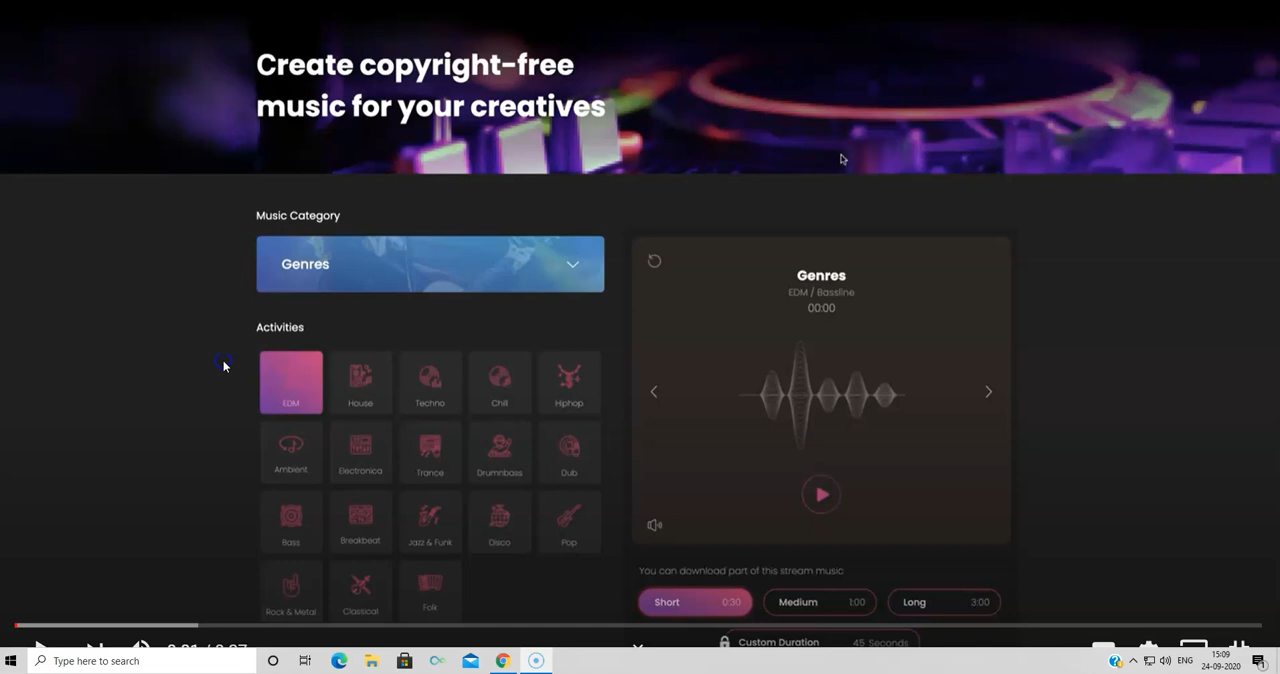 Create copyright-free
music for your creatives
Music Category
Genres
Activities
EDM
House
Techno
Chill
Hiphop
Ambient
Electronica
Trance
Drumnbass
Dub
Bass
Breakbeat
Jazz & Funk
Disco
Pop
Rock & Metal
Classical
Folk
Genres
EDM / Bassline
00:00
You can download part of this stream music
Short 0:30
Medium 1:00
Long 3:00
Custom Duration 45 Seconds
Type here to search
ENG
15:09
24-09-2020